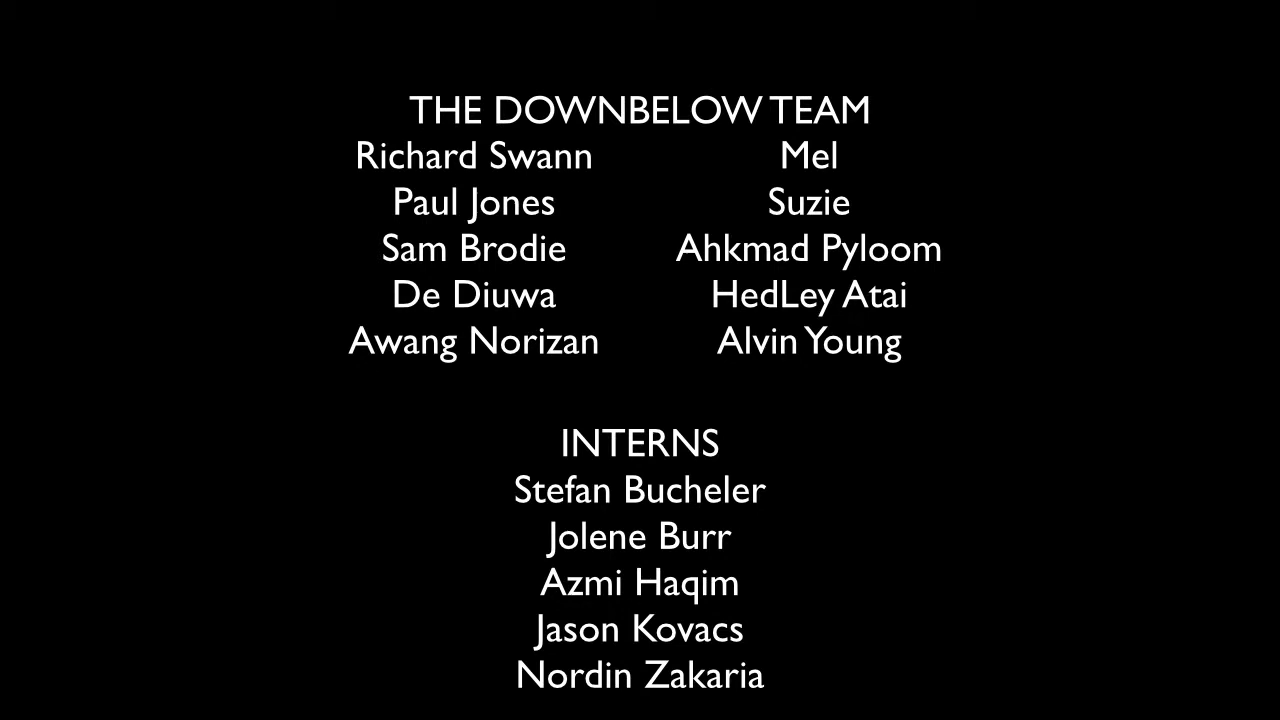 THE DOWNBELOW TEAM
Richard Swann Mel
Paul Jones Suzie
Sam Brodie Ahkmad Pyloom
De Diuwa HedLey Atai
Awang Norizan Alvin Young
INTERNS
Stefan Bucheler
Jolene Burr
Azmi Haqim
Jason Kovacs
Nordin Zakaria